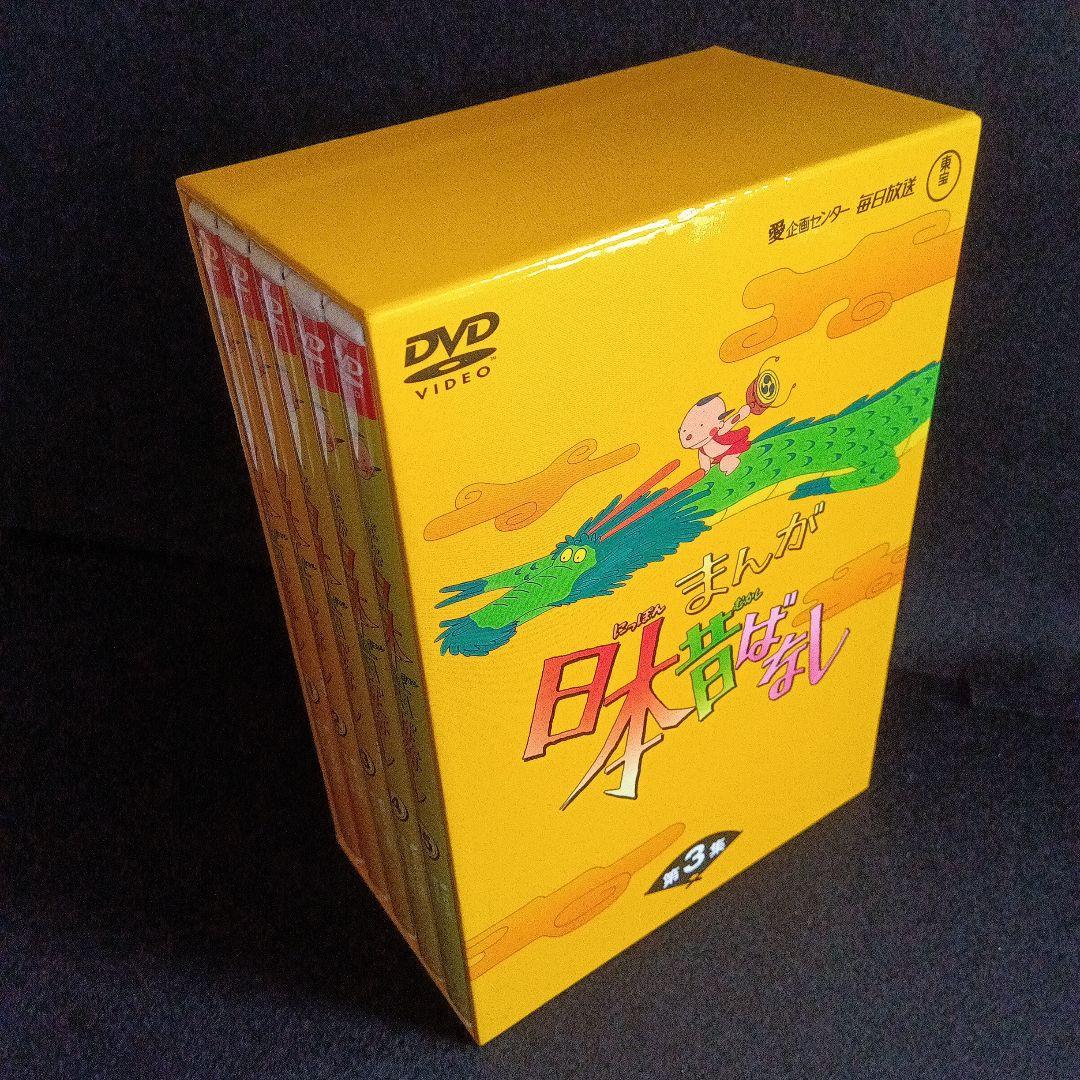 東宝
愛企画センター 毎日放送
DVD
VIDEO
まんが
にっぽん むかし
日本昔ばなし
第3集